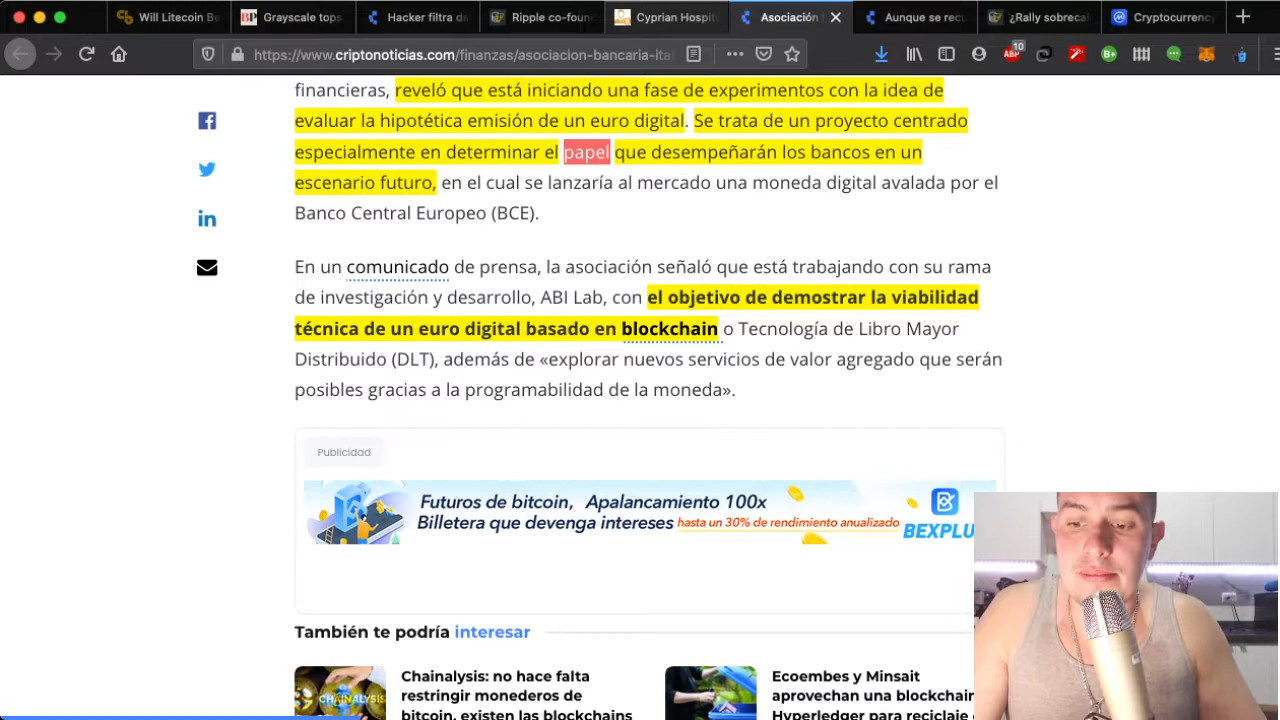 Will Litecoin Be
Grayscale tops
Hacker filtra da
Ripple co-foun
Cyprian Hospit
Asociación
Aunque se recu
¿Rally sobrecal
Cryptocurrency
https://www.criptonoticias.com/finanzas/asociacion-bancaria-ita
10
ABP
financieras, reveló que está iniciando una fase de experimentos con la idea de
evaluar la hipotética emisión de un euro digital. Se trata de un proyecto centrado
especialmente en determinar el papel que desempeñarán los bancos en un
escenario futuro, en el cual se lanzaría al mercado una moneda digital avalada por el
Banco Central Europeo (BCE).
En un comunicado de prensa, la asociación señaló que está trabajando con su rama
de investigación y desarrollo, ABI Lab, con el objetivo de demostrar la viabilidad
técnica de un euro digital basado en blockchain o Tecnología de Libro Mayor
Distribuido (DLT), además de «explorar nuevos servicios de valor agregado que serán
posibles gracias a la programabilidad de la moneda».
Publicidad
Futuros de bitcoin, Apalancamiento 100x
Billetera que devenga intereses hasta un 30% de rendimiento anualizado
BEXPLU
También te podría interesar
CHAINALYSIS
Chainalysis: no hace falta
restringir monederos de
bitcoin, existen las blockchains
Ecoembes y Minsait
aprovechan una blockchain
Hyperledger para reciclaje